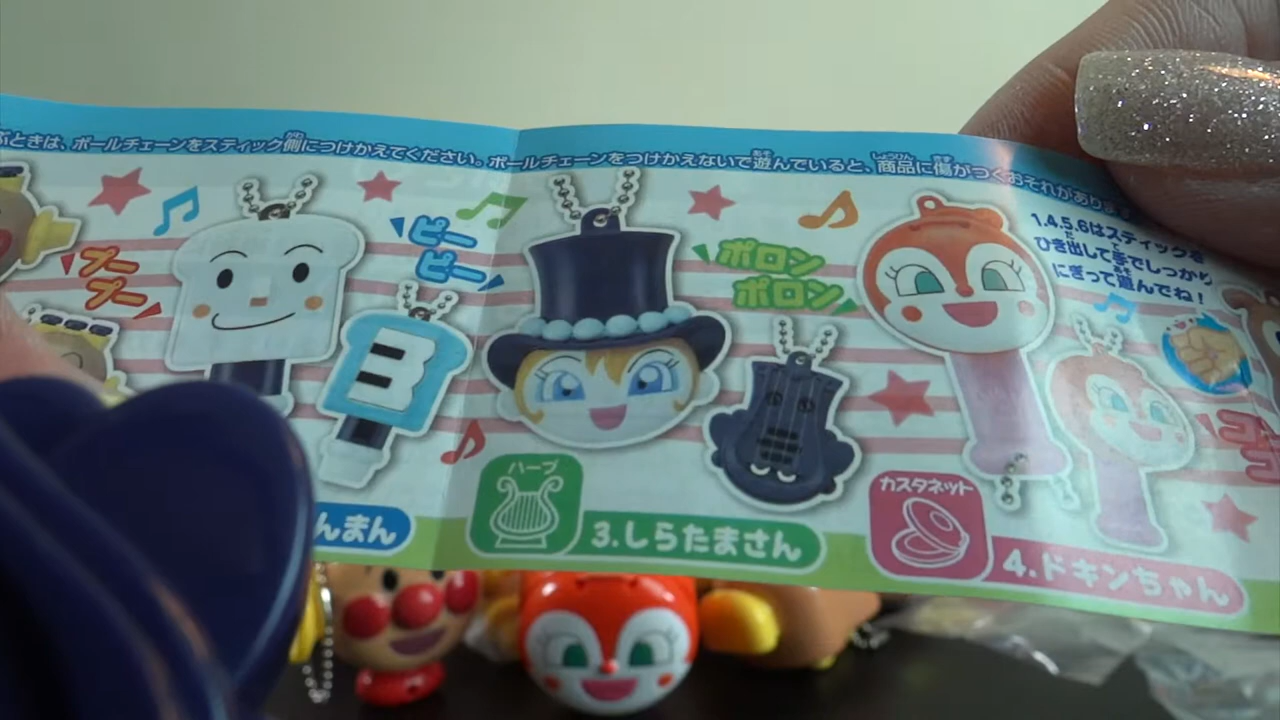 ぶときは、ボールチェーンをスティック側につけかえてください。ボールチェーンをつけかえないで遊んでいると、商品に傷がつくおそれがあります
1,4,5,6はスティックを
ひき出して手でしっかり
にぎって遊んでね!
プー
プー
ピー
ピー
ポロン
ポロン
んまん
ハープ
3.しらたまさん
カスタネット
4.ドキンちゃん